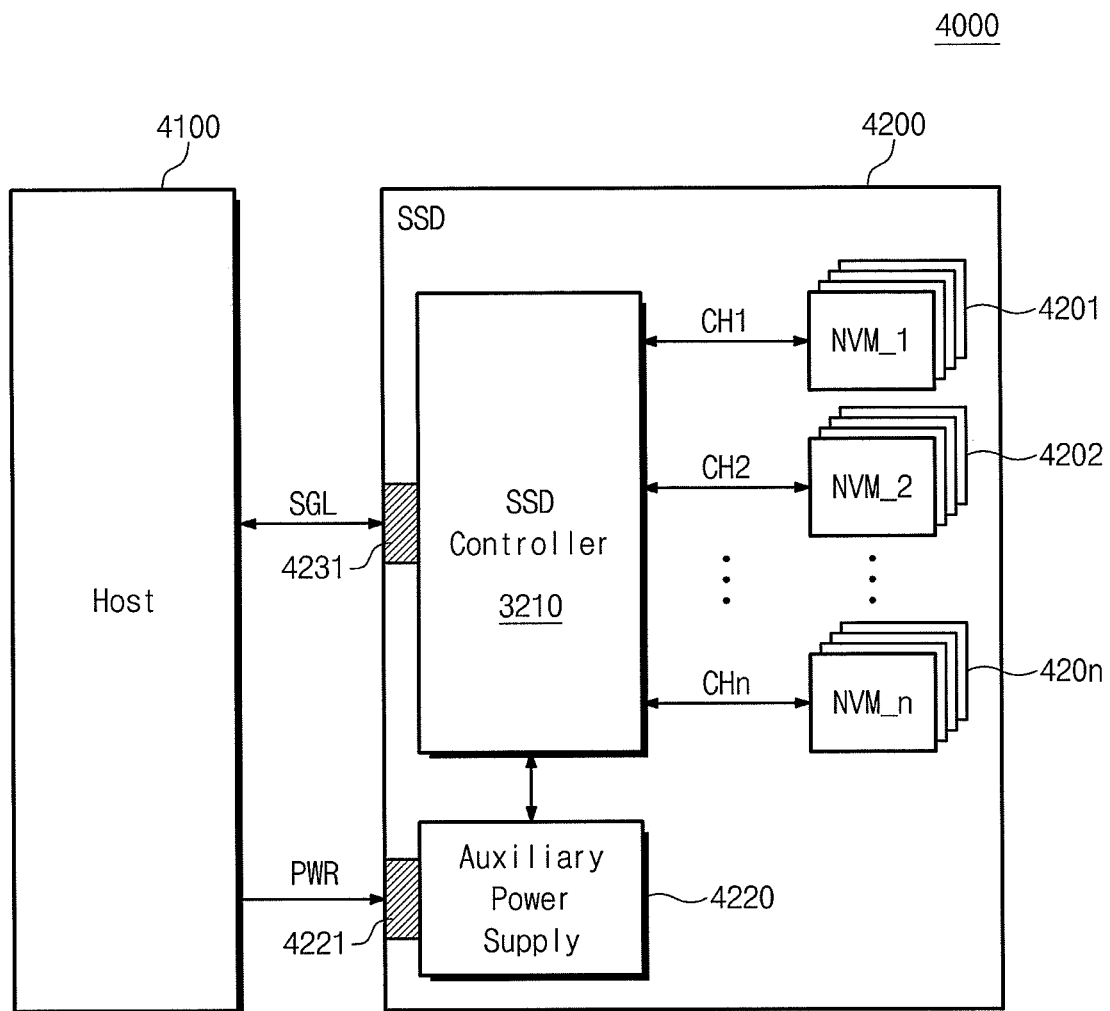 4000
4100
4200
SSD
4201
CH1
NVM_1
4202
CH2
NVM_2
SGL
SSD
4231
Controller
Host
3210
420n
CHn
NVM_n
Auxiliary
PWR
Power
4220
4221
Supply